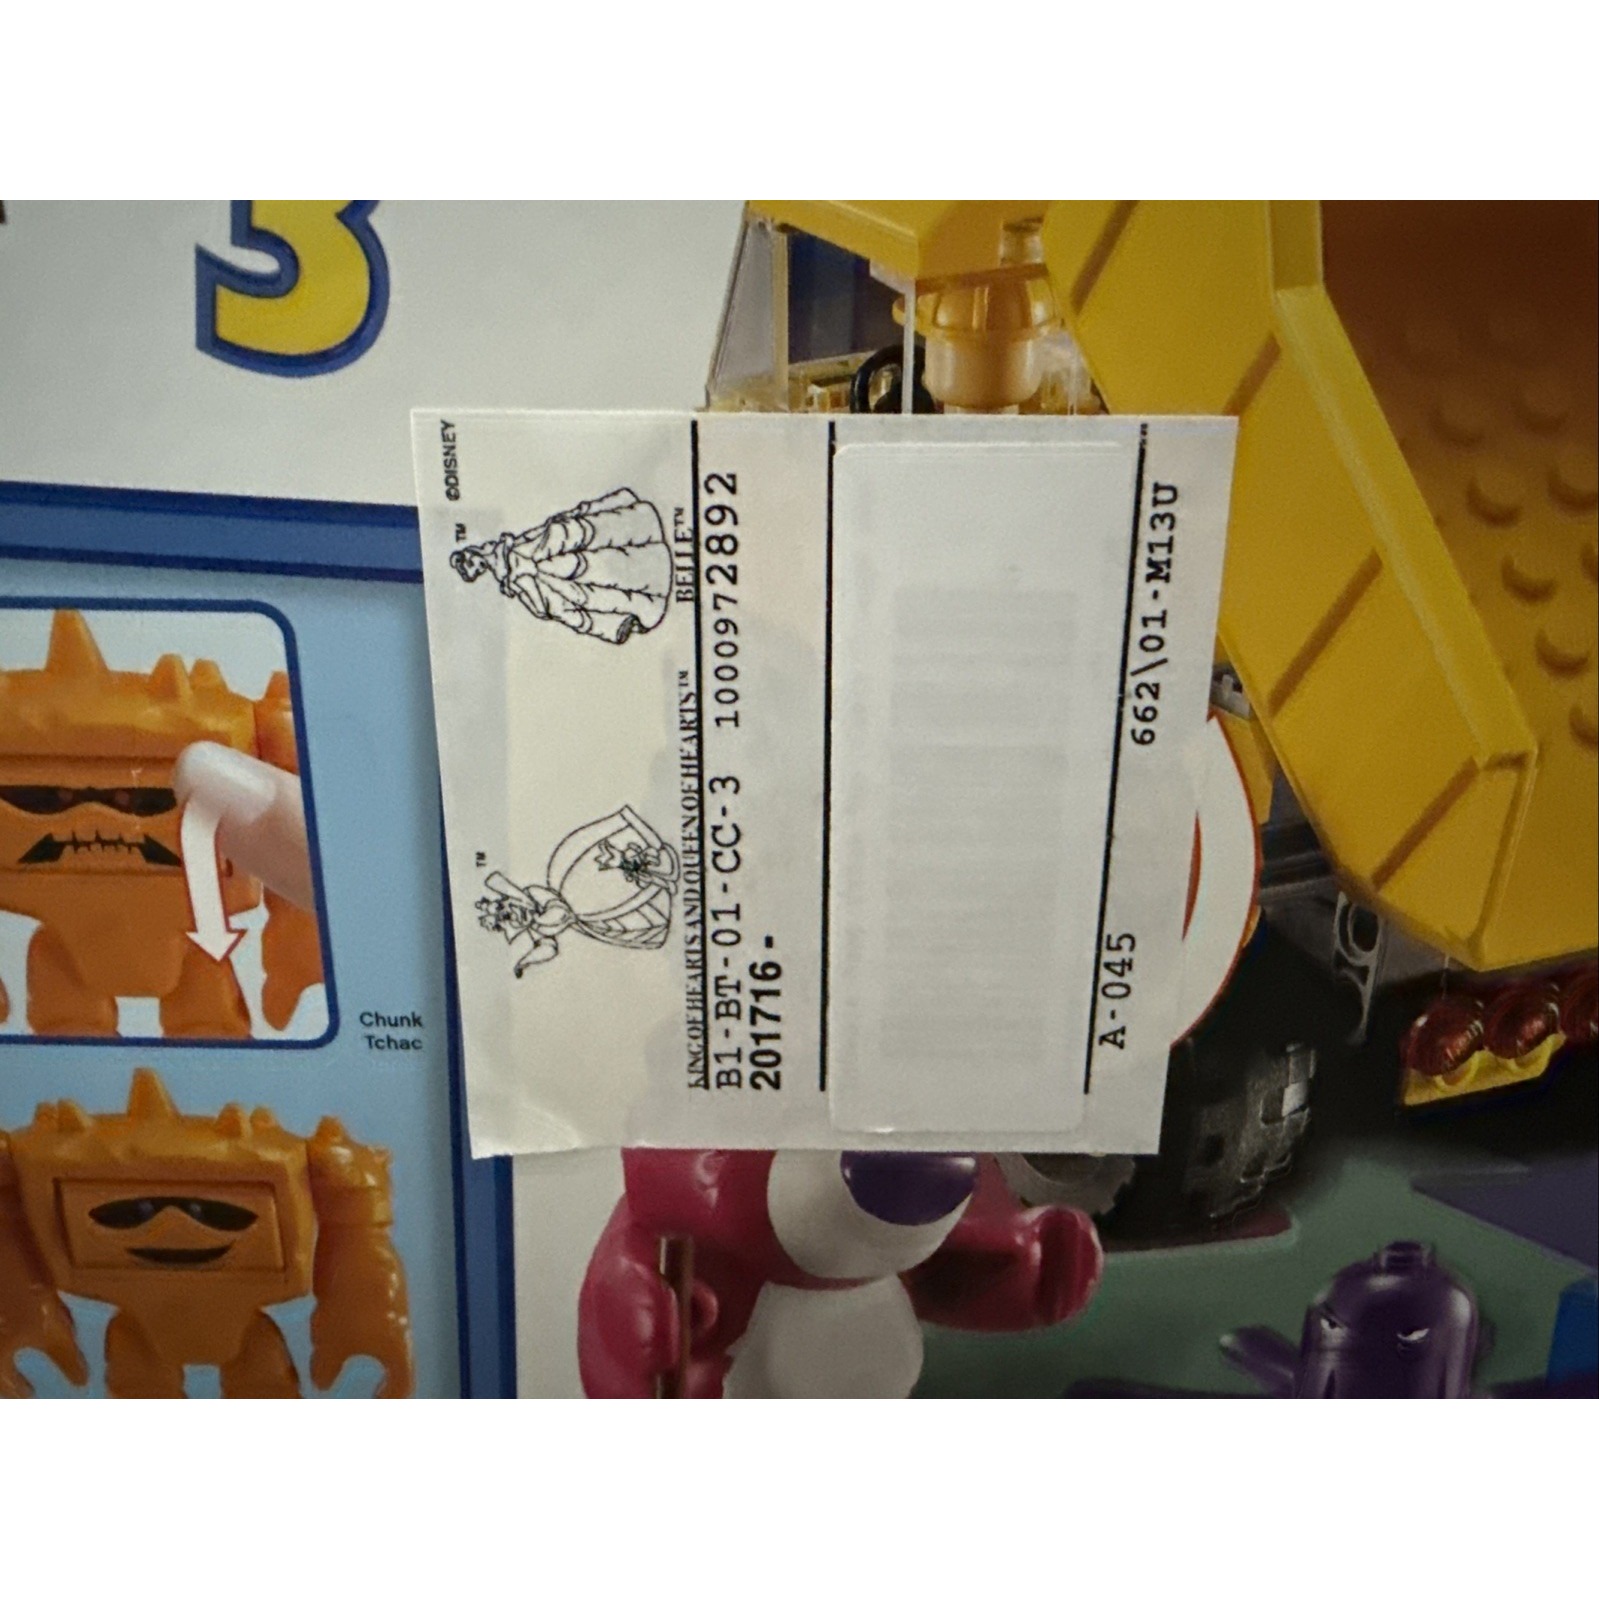 3
©DISNEY
TM
TM
KING OF HEARTS AND QUEEN OF HEARTS™ BELLE™
B1-BT-01-CC-3 1000972892
201716-
A-045 662\01-M13U
Chunk
Tchac